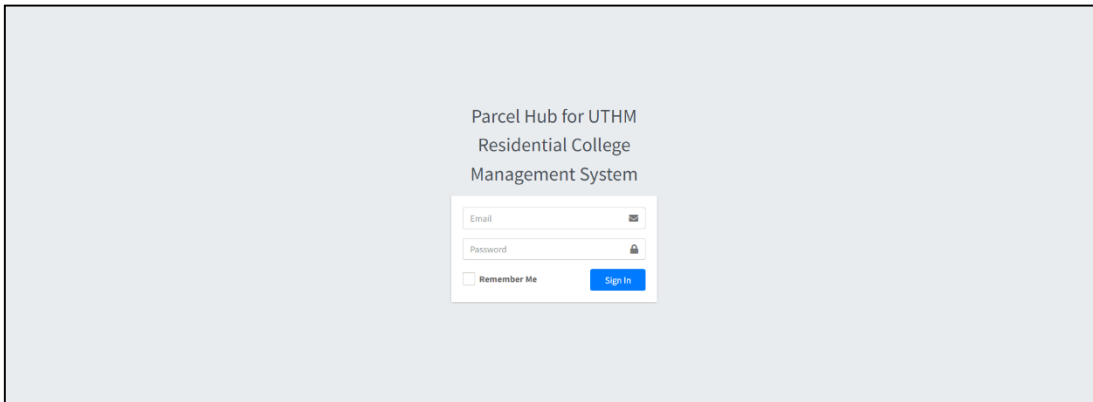 Parcel Hub for UTHM
Residential College
Management System
Email
Password
Remember Me
Sign In